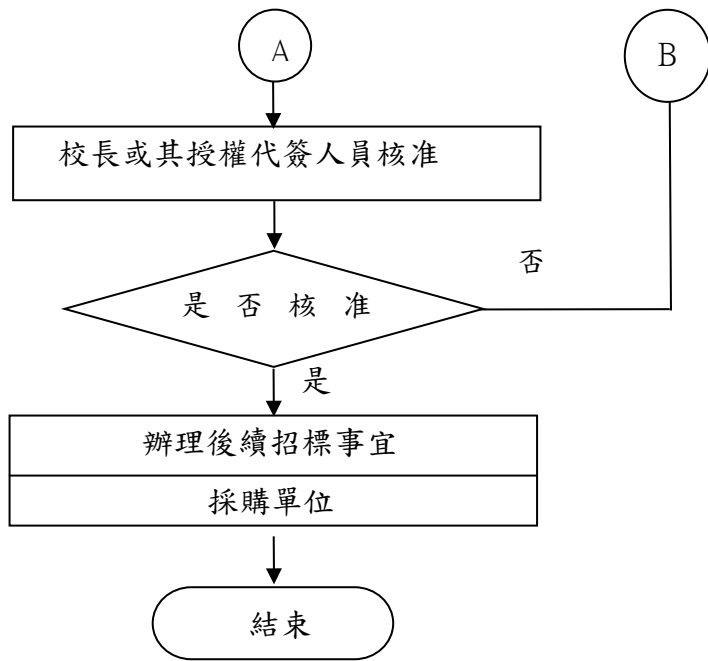 A
B
校長或其授權代簽人員核准
否
是 否 核 准
是
辦理後續招標事宜
採購單位
結束